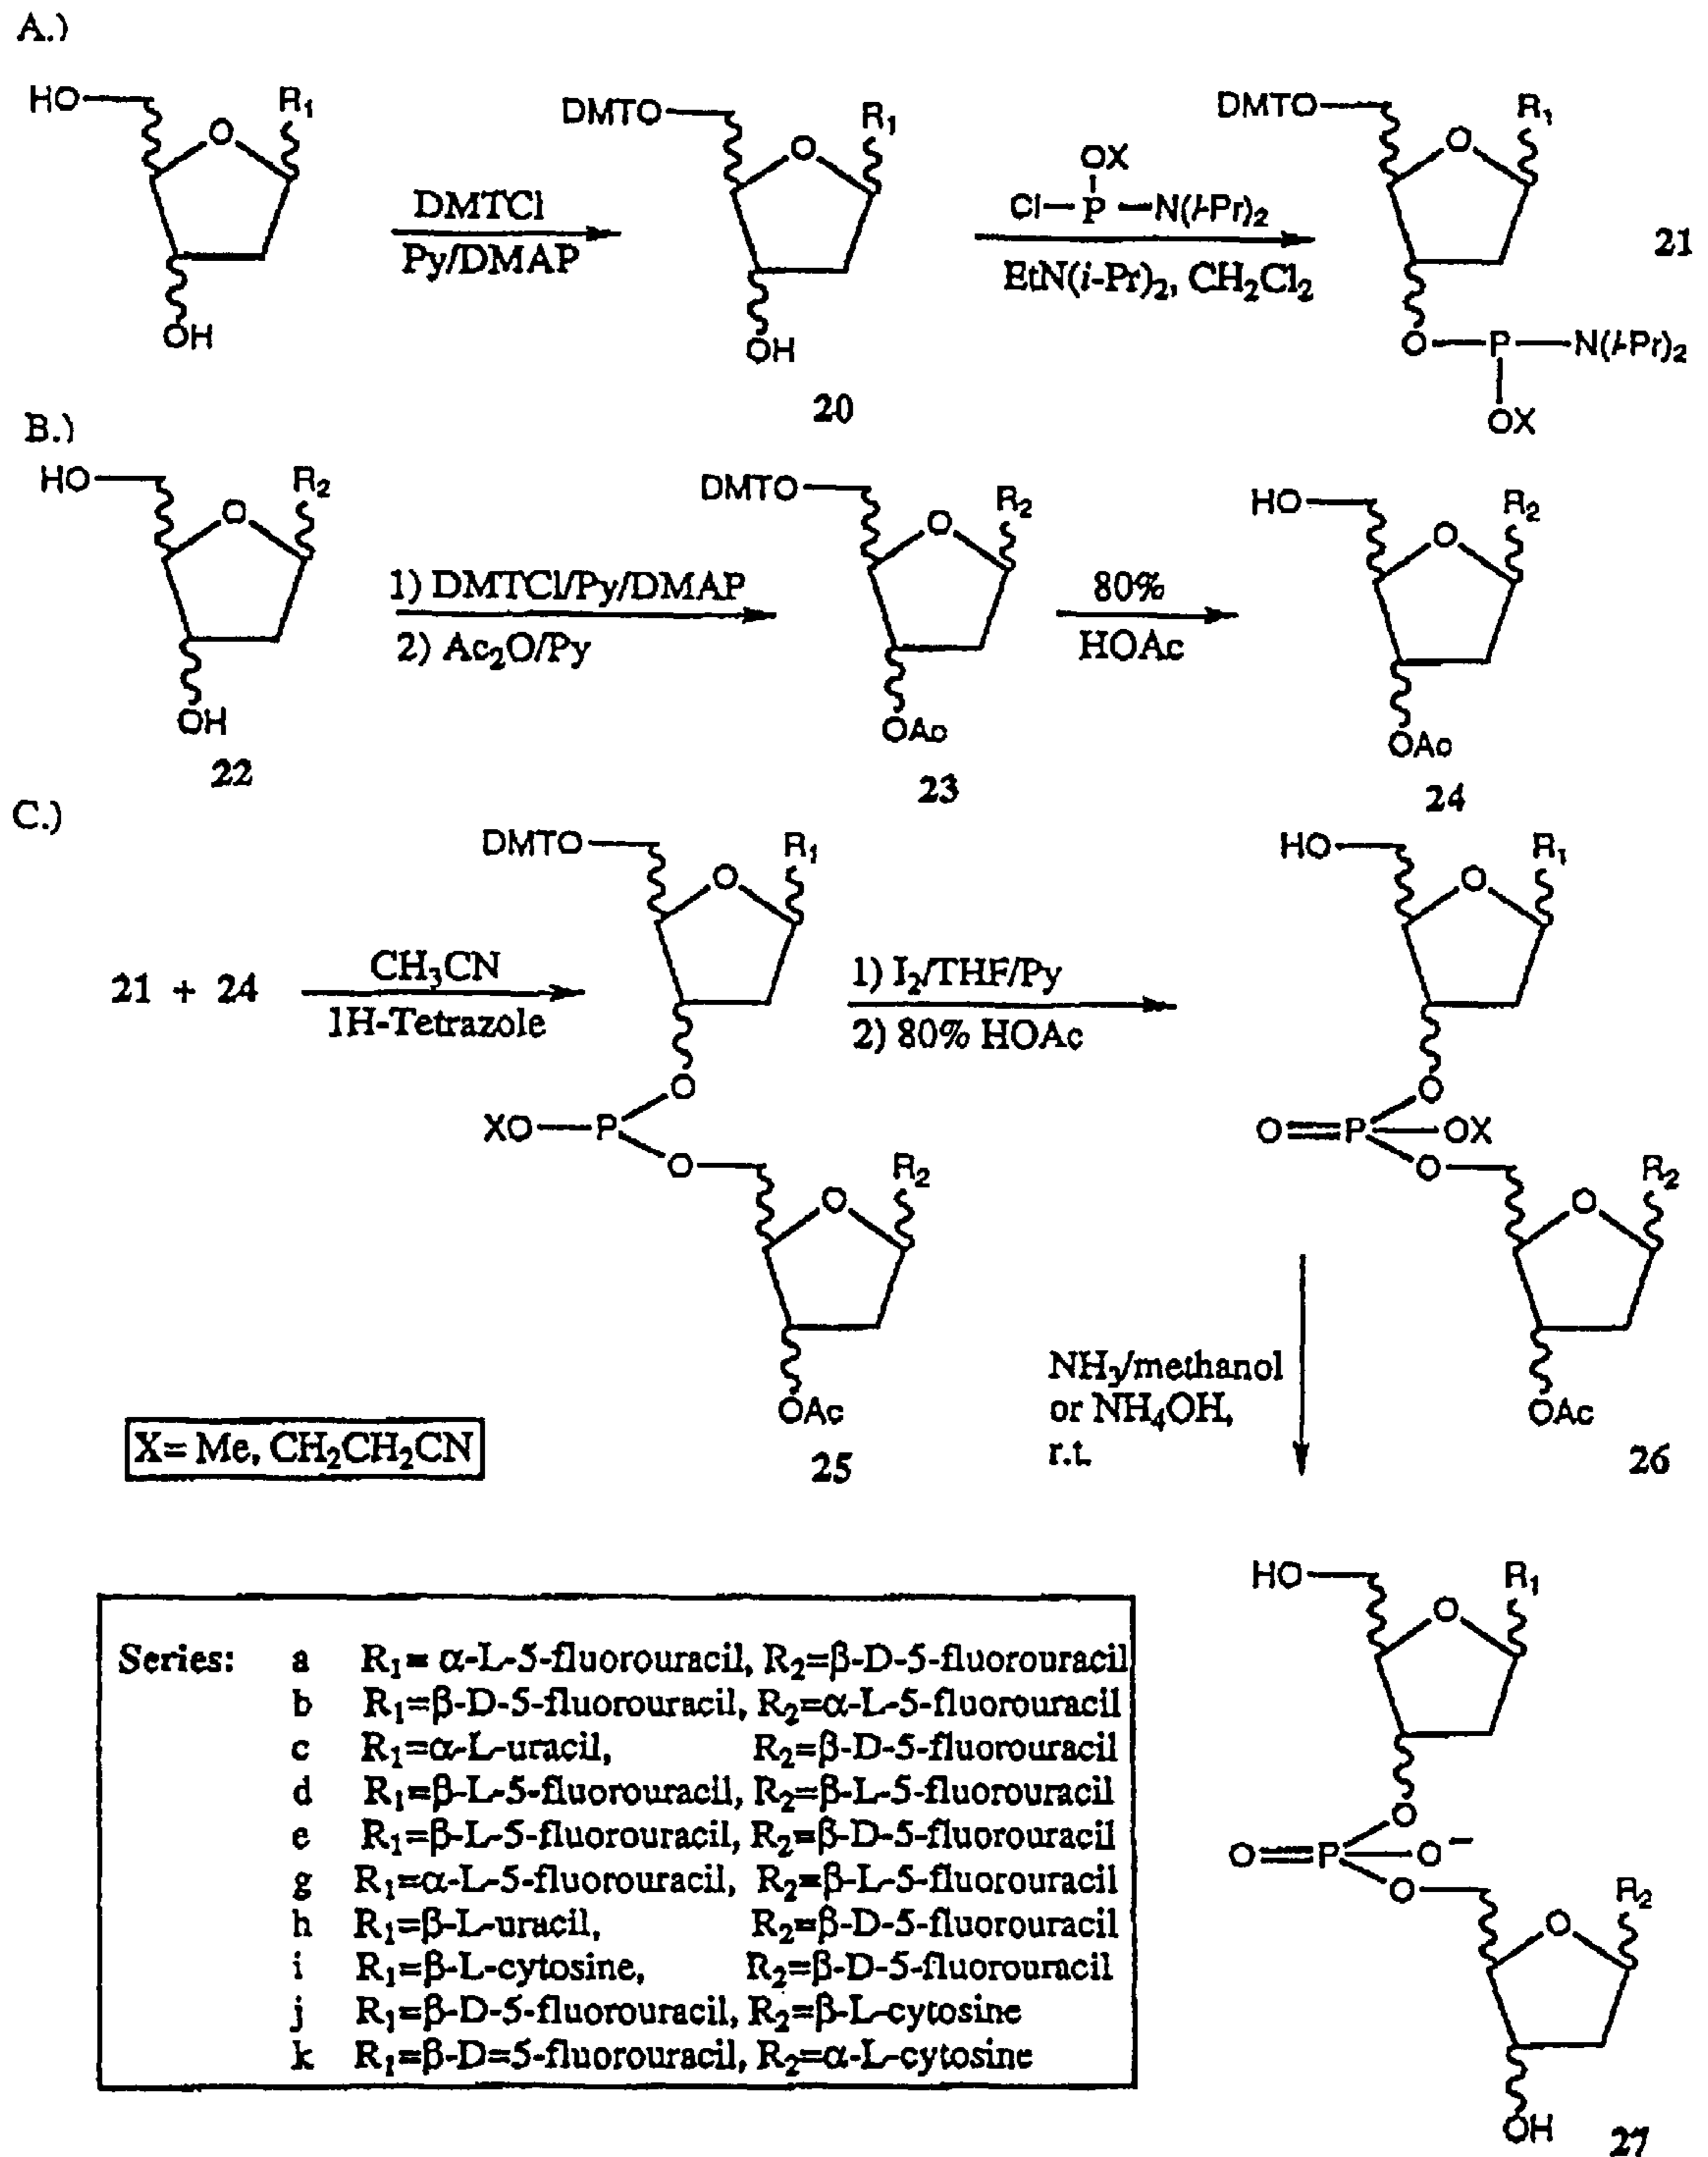 A.)
HO
O
R₁
OH
DMTCl
Py/DMAP
DMTO
O
R₁
OH
20
OX
Cl—P—N(i-Pr)₂
EtN(i-Pr)₂, CH₂Cl₂
DMTO
O
R₁
O—P—N(i-Pr)₂
OX
21
B.)
HO
O
R₂
OH
22
1) DMTCl/Py/DMAP
2) Ac₂O/Py
DMTO
O
R₂
OAc
23
80%
HOAc
HO
O
R₂
OAc
24
C.)
21 + 24
CH₃CN
1H-Tetrazole
DMTO
O
R₁
O
XO—P
O
O
R₂
OAc
25
1) I₂/THF/Py
2) 80% HOAc
HO
O
R₁
O
O=P—OX
O
O
R₂
OAc
26
X= Me, CH₂CH₂CN
NH₃/methanol
or NH₄OH,
r.t.
Series: a R₁= α-L-5-fluorouracil, R₂=β-D-5-fluorouracil
b R₁=β-D-5-fluorouracil, R₂=α-L-5-fluorouracil
c R₁=α-L-uracil, R₂=β-D-5-fluorouracil
d R₁=β-L-5-fluorouracil, R₂=β-L-5-fluorouracil
e R₁=β-L-5-fluorouracil, R₂=β-D-5-fluorouracil
g R₁=α-L-5-fluorouracil, R₂=β-L-5-fluorouracil
h R₁=β-L-uracil, R₂=β-D-5-fluorouracil
i R₁=β-L-cytosine, R₂=β-D-5-fluorouracil
j R₁=β-D-5-fluorouracil, R₂=β-L-cytosine
k R₁=β-D=5-fluorouracil, R₂=α-L-cytosine
HO
O
R₁
O
O=P—O⁻
O
O
R₂
OH
27